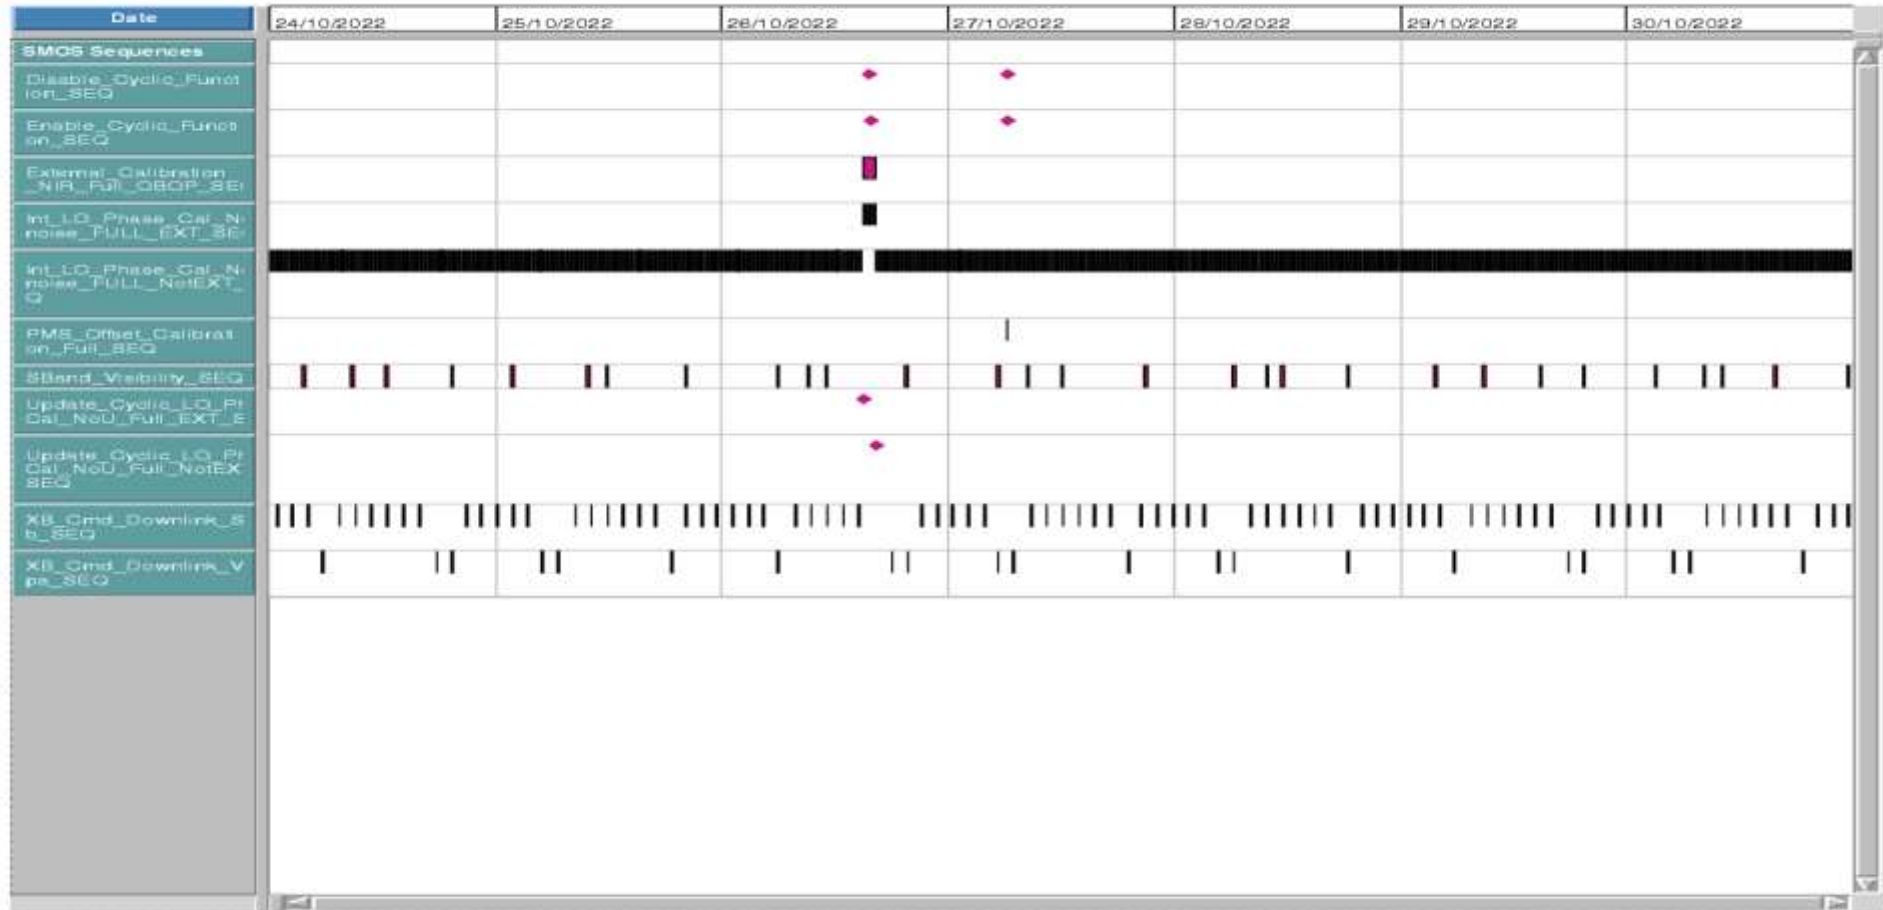 Date
24/10/2022 25/10/2022 26/10/2022 27/10/2022 28/10/2022 29/10/2022 30/10/2022
SMOS Sequences
Disable_Cyclic_Funct
ion_SEQ
Enable_Cyclic_Functi
on_SEQ
External_Calibration
_NIR_Full_OBOP_SE
Int_LO_Phase_Cal_N
noise_FULL_EXT_SE
Int_LO_Phase_Cal_N
noise_FULL_NotEXT_
Q
PMS_Offset_Calibrati
on_Full_SEQ
SBand_Visibility_SEQ
Update_Cyclic_LO_Pl
Cal_NoU_Full_EXT_S
Update_Cyclic_LO_Pl
Cal_NoU_Full_NotEX
SEQ
XB_Cmd_Downlink_S
b_SEQ
XB_Cmd_Downlink_V
pa_SEQ